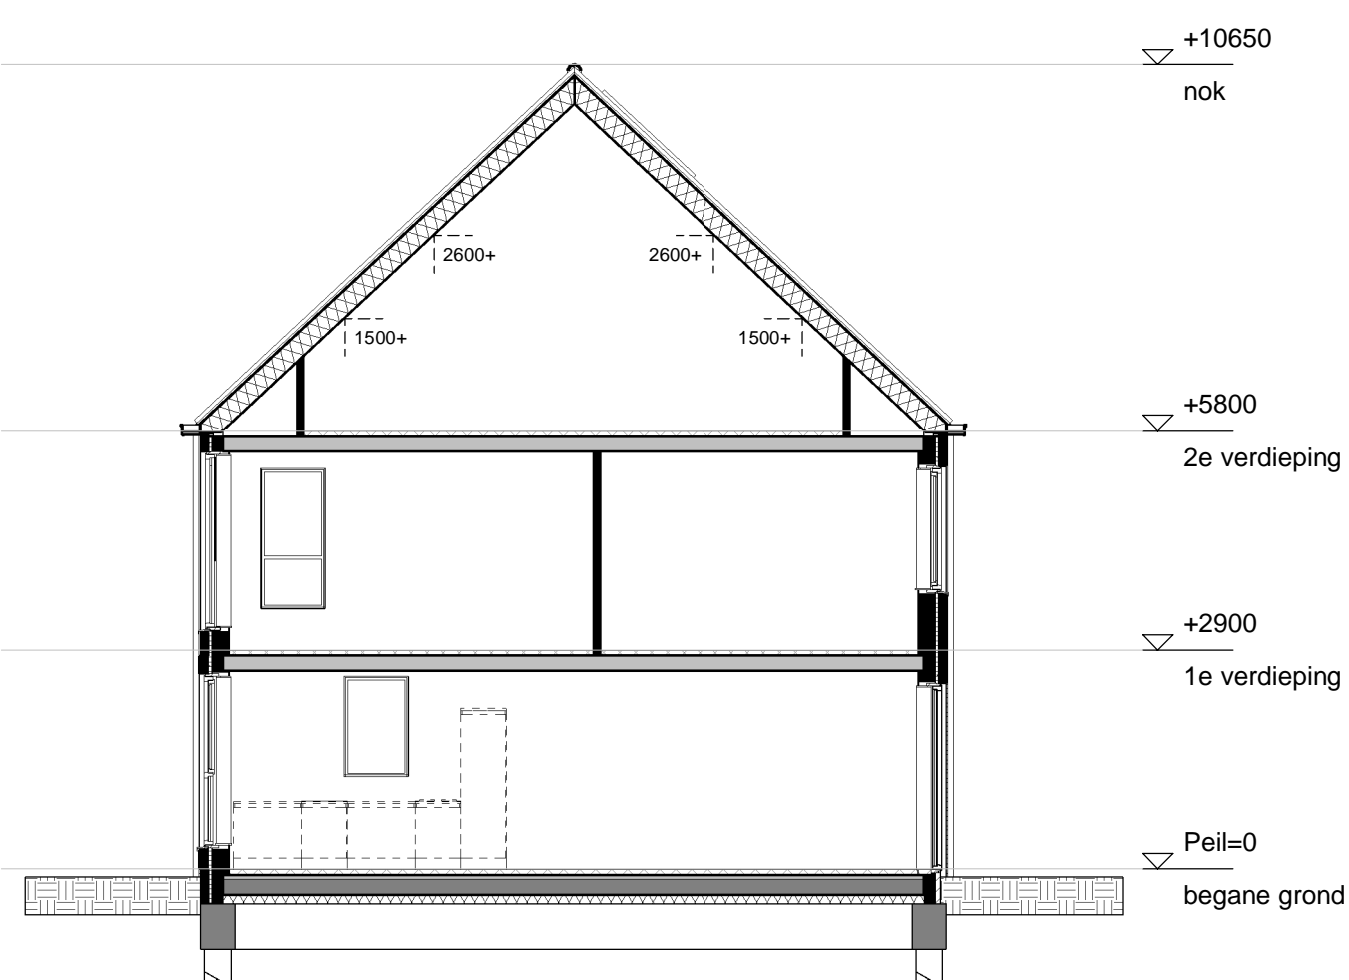 +10650
nok
2600+
2600+
1500+
1500+
+5800
2e verdieping
+2900
1e verdieping
Peil=0
begane grond